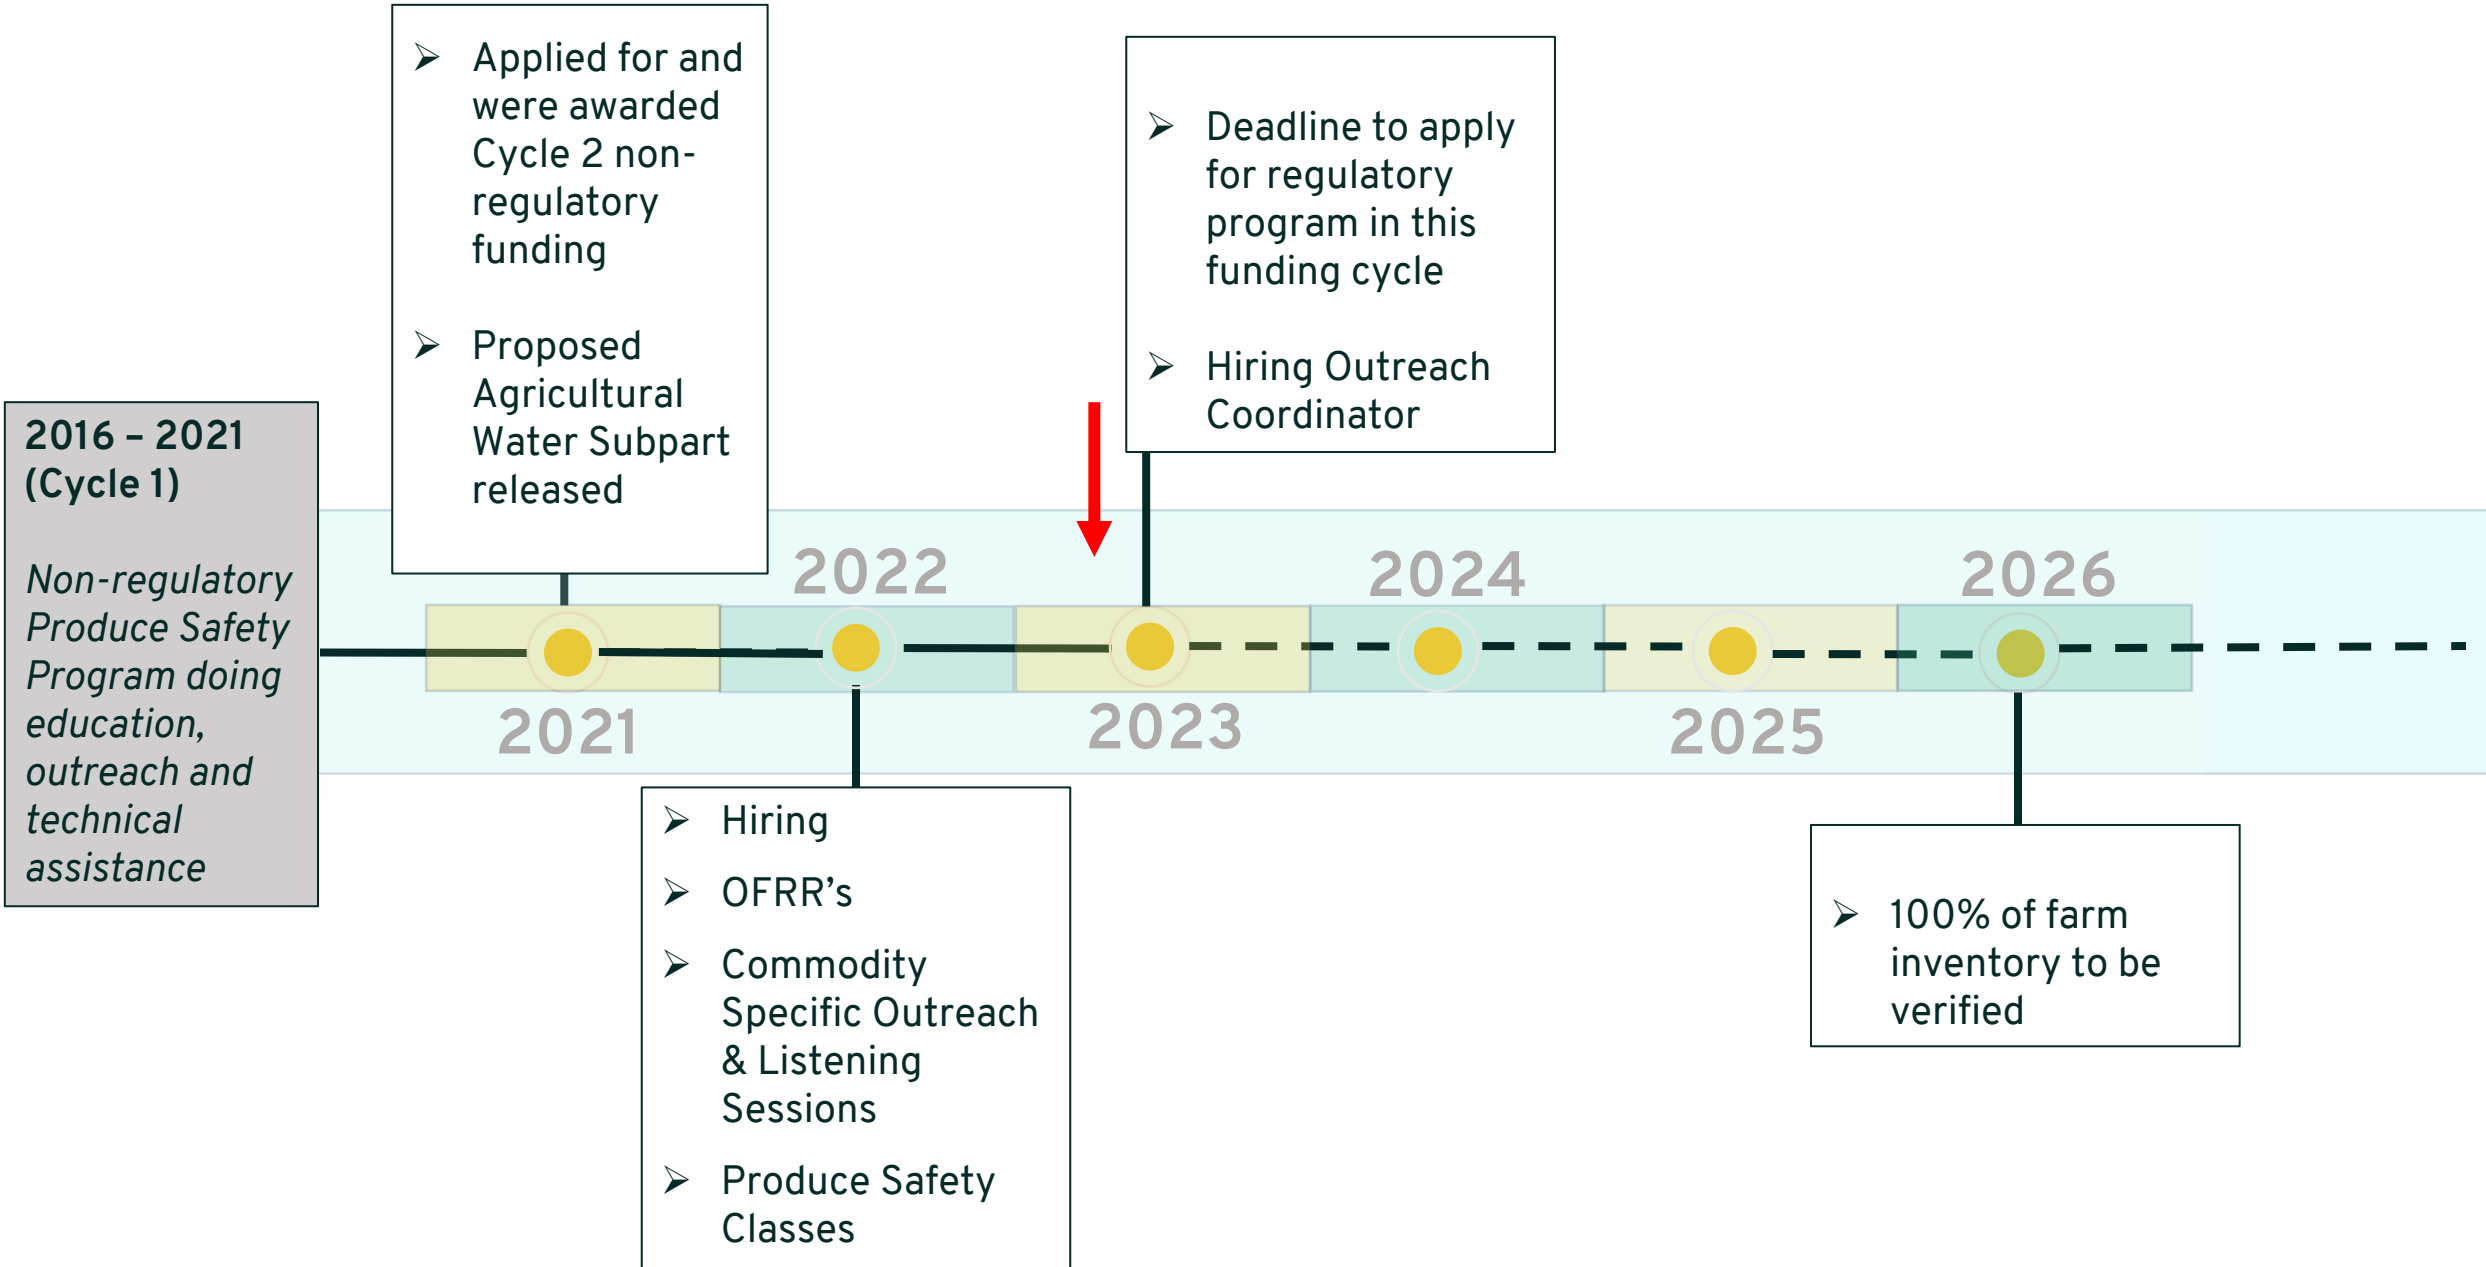 2016 – 2021
(Cycle 1)
Non-regulatory
Produce Safety
Program doing
education,
outreach and
technical
assistance
➢ Applied for and
were awarded
Cycle 2 non-
regulatory
funding
➢ Proposed
Agricultural
Water Subpart
released
2021
2022
➢ Hiring
➢ OFRR’s
➢ Commodity
Specific Outreach
& Listening
Sessions
➢ Produce Safety
Classes
➢ Deadline to apply
for regulatory
program in this
funding cycle
➢ Hiring Outreach
Coordinator
2023
2024
2025
2026
➢ 100% of farm
inventory to be
verified